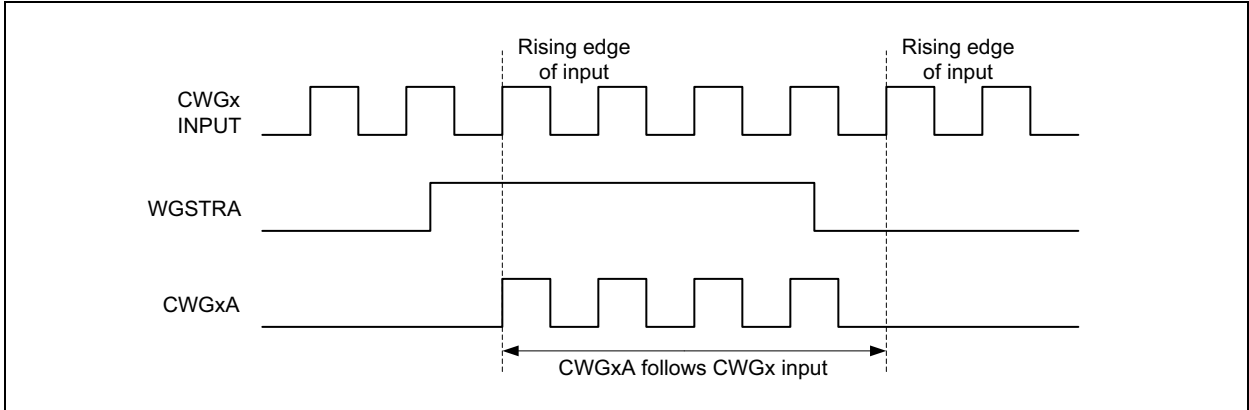 Rising edge
of input
Rising edge
of input
CWGx
INPUT
WGSTRA
CWGxA
CWGxA follows CWGx input